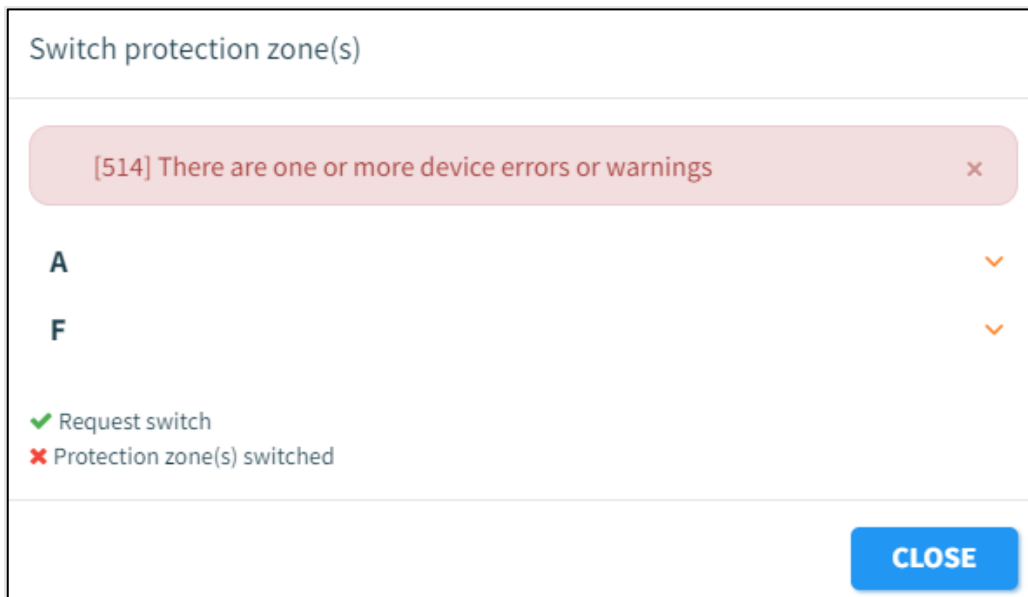 Switch protection zone(s)
[514] There are one or more device errors or warnings ×
A
F
✔ Request switch
✖ Protection zone(s) switched
CLOSE